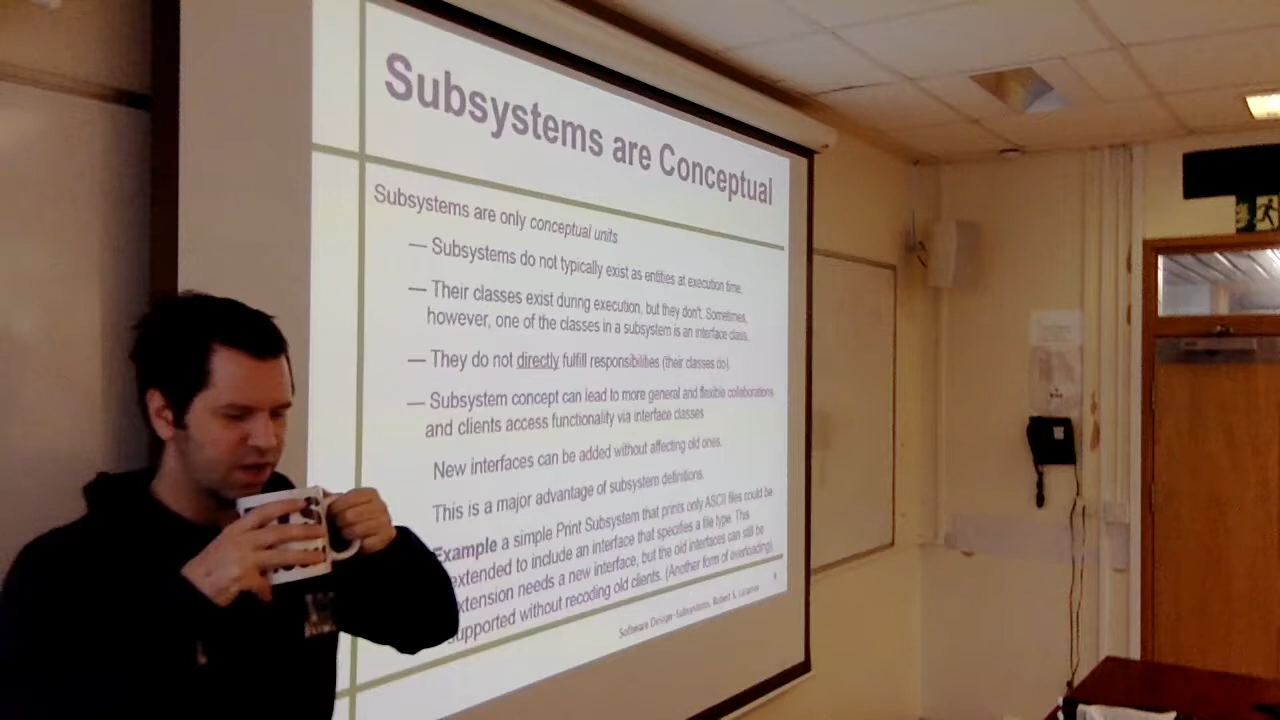 Subsystems are Conceptual
Subsystems are only conceptual units
— Subsystems do not typically exist as entities at execution time.
— Their classes exist during execution, but they don't. Sometimes,
however, one of the classes in a subsystem is an interface class.
— They do not directly fulfill responsibilities (their classes do).
— Subsystem concept can lead to more general and flexible collaborations
and clients access functionality via interface classes
New interfaces can be added without affecting old ones.
This is a major advantage of subsystem definitions.
Example a simple Print Subsystem that prints only ASCII files could be
extended to include an interface that specifies a file type. This
extension needs a new interface, but the old interfaces can still be
supported without recoding old clients. (Another form of overloading)
Software Design-Subsystems, Robert S.